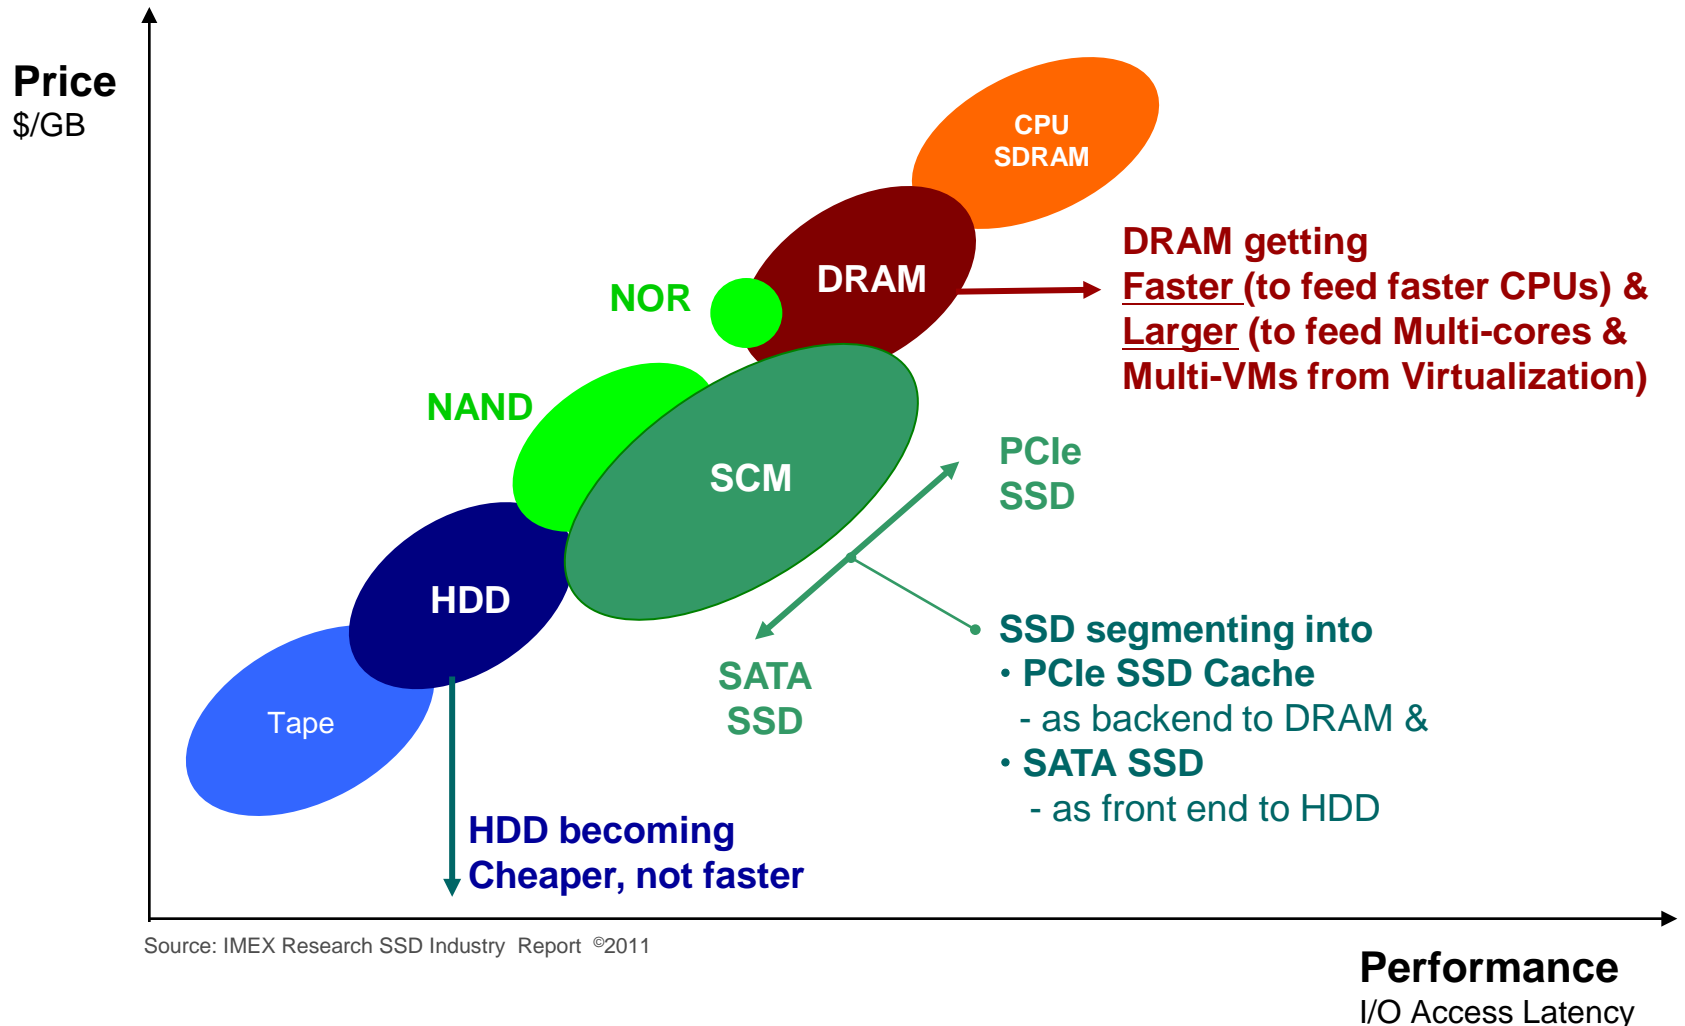 Price
$/GB
CPU
SDRAM
DRAM
NOR
DRAM getting
Faster (to feed faster CPUs) &
Larger (to feed Multi-cores &
Multi-VMs from Virtualization)
NAND
SCM
PCIe
SSD
HDD
SATA
SSD
SSD segmenting into
• PCIe SSD Cache
- as backend to DRAM &
• SATA SSD
- as front end to HDD
Tape
HDD becoming
Cheaper, not faster
Source: IMEX Research SSD Industry Report ©2011
Performance
I/O Access Latency